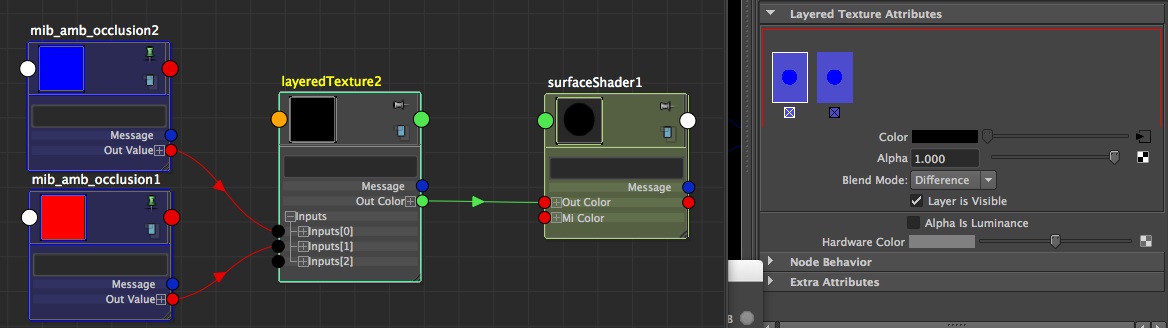 mib_amb_occlusion2
Message
Out Value
mib_amb_occlusion1
Message
Out Value
layeredTexture2
Message
Out Color
Inputs
Inputs[0]
Inputs[1]
Inputs[2]
surfaceShader1
Message
Out Color
Mi Color
Layered Texture Attributes
Color
Alpha 1.000
Blend Mode: Difference
Layer is Visible
Alpha Is Luminance
Hardware Color
Node Behavior
Extra Attributes